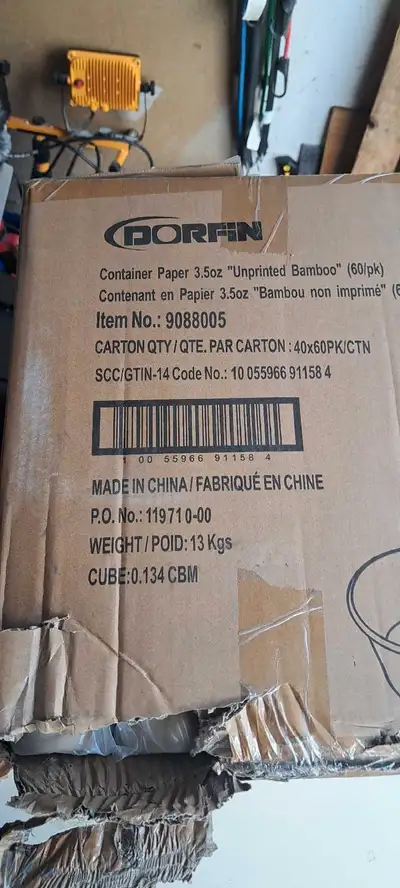 DORFIN
Container Paper 3.5oz "Unprinted Bamboo" (60/pk)
Contenant en Papier 3.5oz "Bambou non imprimé" (6
Item No.: 9088005
CARTON QTY / QTE. PAR CARTON : 40x60PK/CTN
SCC/GTIN-14 Code No.: 10 055966 91158 4
00 55966 91158 4
MADE IN CHINA / FABRIQUÉ EN CHINE
P.O. No.: 119710-00
WEIGHT / POID: 13 Kgs
CUBE:0.134 CBM